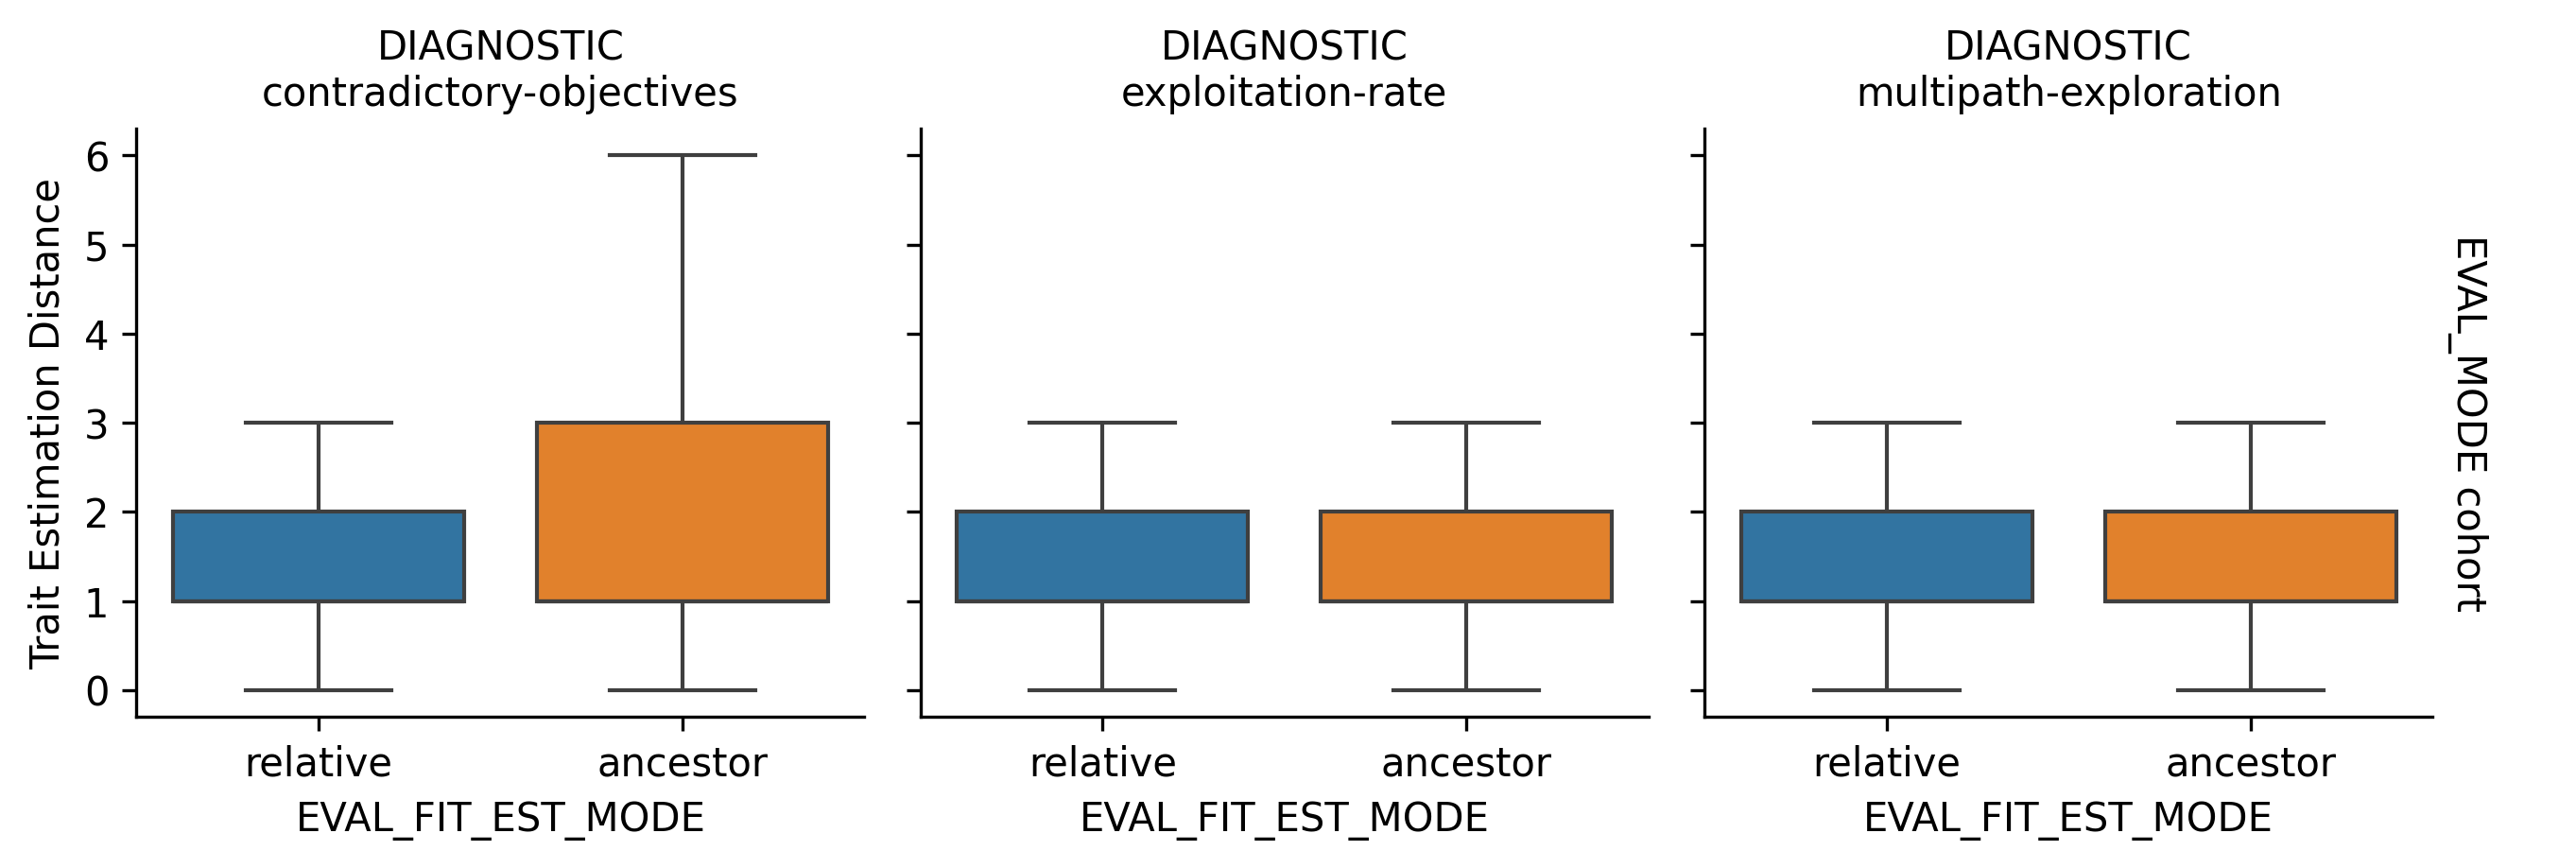 DIAGNOSTIC
contradictory-objectives
DIAGNOSTIC
exploitation-rate
DIAGNOSTIC
multipath-exploration
Trait Estimation Distance
6
5
4
3
2
1
0
EVAL_MODE cohort
relative
ancestor
relative
ancestor
relative
ancestor
EVAL_FIT_EST_MODE
EVAL_FIT_EST_MODE
EVAL_FIT_EST_MODE